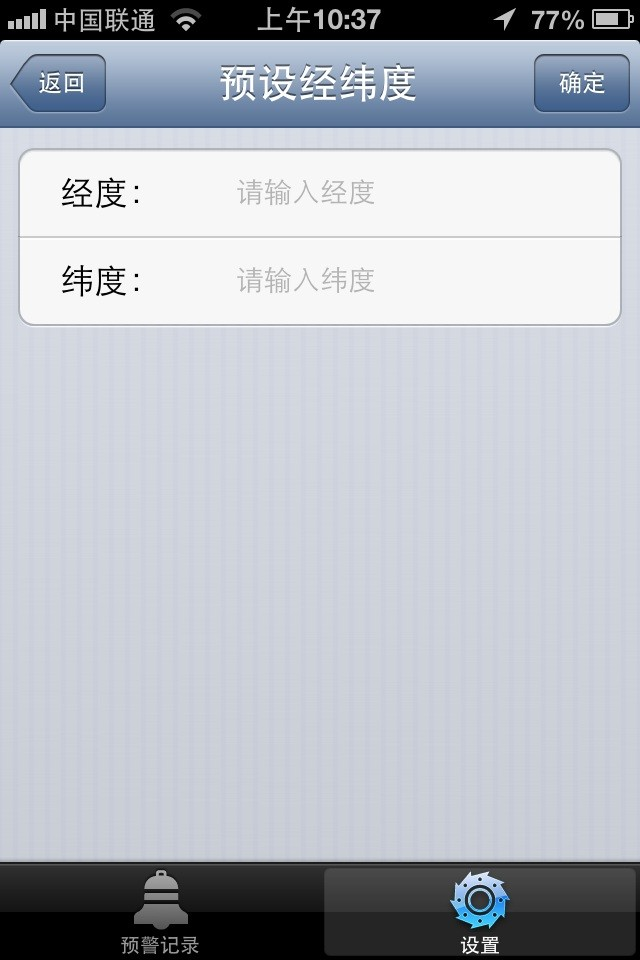 中国联通 上午10:37 77%
返回 预设经纬度 确定
经度: 请输入经度
纬度: 请输入纬度
预警记录 设置